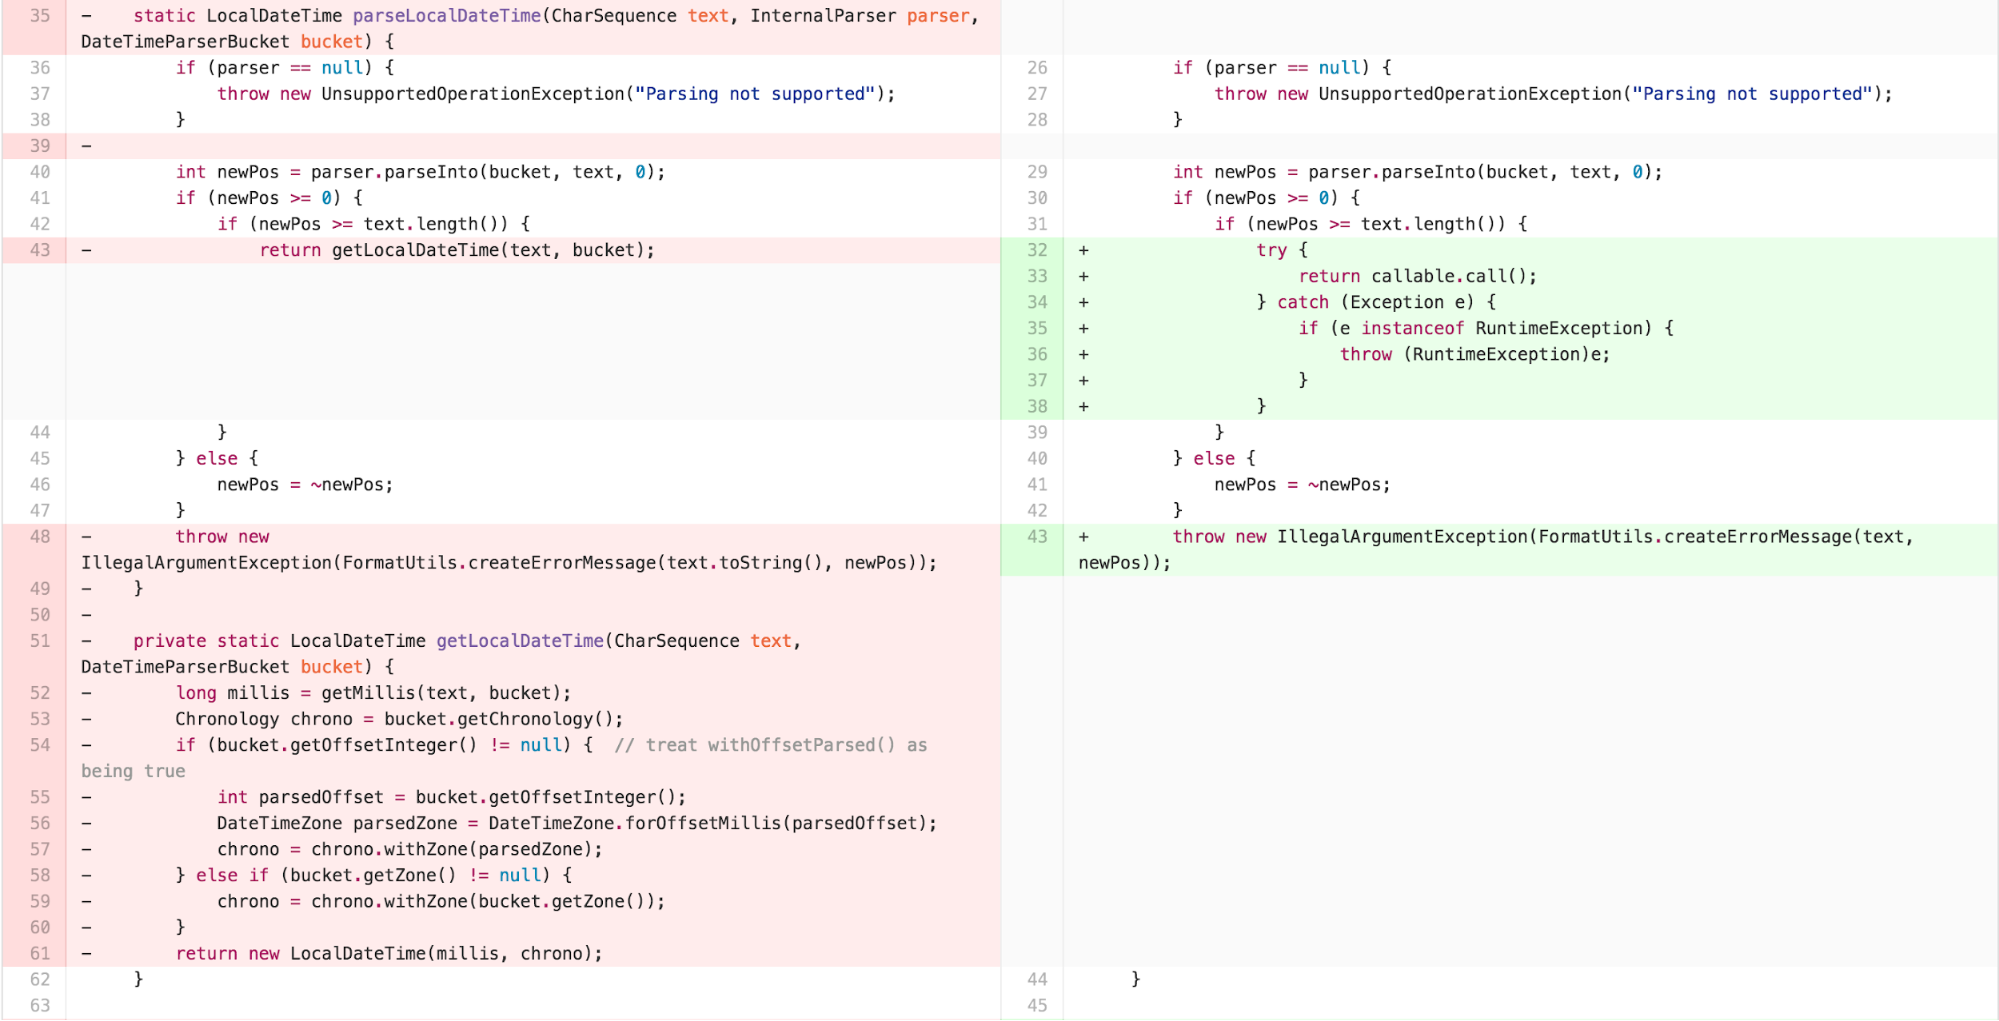 35 - static LocalDateTime parseLocalDateTime(CharSequence text, InternalParser parser,
DateTimeParserBucket bucket) {
36 if (parser == null) {
37 throw new UnsupportedOperationException("Parsing not supported");
38 }
39 -
40 int newPos = parser.parseInto(bucket, text, 0);
41 if (newPos >= 0) {
42 if (newPos >= text.length()) {
43 - return getLocalDateTime(text, bucket);
44 }
45 } else {
46 newPos = ~newPos;
47 }
48 - throw new
IllegalArgumentException(FormatUtils.createErrorMessage(text.toString(), newPos));
49 - }
50 -
51 - private static LocalDateTime getLocalDateTime(CharSequence text,
DateTimeParserBucket bucket) {
52 - long millis = getMillis(text, bucket);
53 - Chronology chrono = bucket.getChronology();
54 - if (bucket.getOffsetInteger() != null) { // treat withOffsetParsed() as
being true
55 - int parsedOffset = bucket.getOffsetInteger();
56 - DateTimeZone parsedZone = DateTimeZone.forOffsetMillis(parsedOffset);
57 - chrono = chrono.withZone(parsedZone);
58 - } else if (bucket.getZone() != null) {
59 - chrono = chrono.withZone(bucket.getZone());
60 - }
61 - return new LocalDateTime(millis, chrono);
62 }
63
26 if (parser == null) {
27 throw new UnsupportedOperationException("Parsing not supported");
28 }
29 int newPos = parser.parseInto(bucket, text, 0);
30 if (newPos >= 0) {
31 if (newPos >= text.length()) {
32 + try {
33 + return callable.call();
34 + } catch (Exception e) {
35 + if (e instanceof RuntimeException) {
36 + throw (RuntimeException)e;
37 + }
38 + }
39 }
40 } else {
41 newPos = ~newPos;
42 }
43 + throw new IllegalArgumentException(FormatUtils.createErrorMessage(text,
newPos));
44 }
45